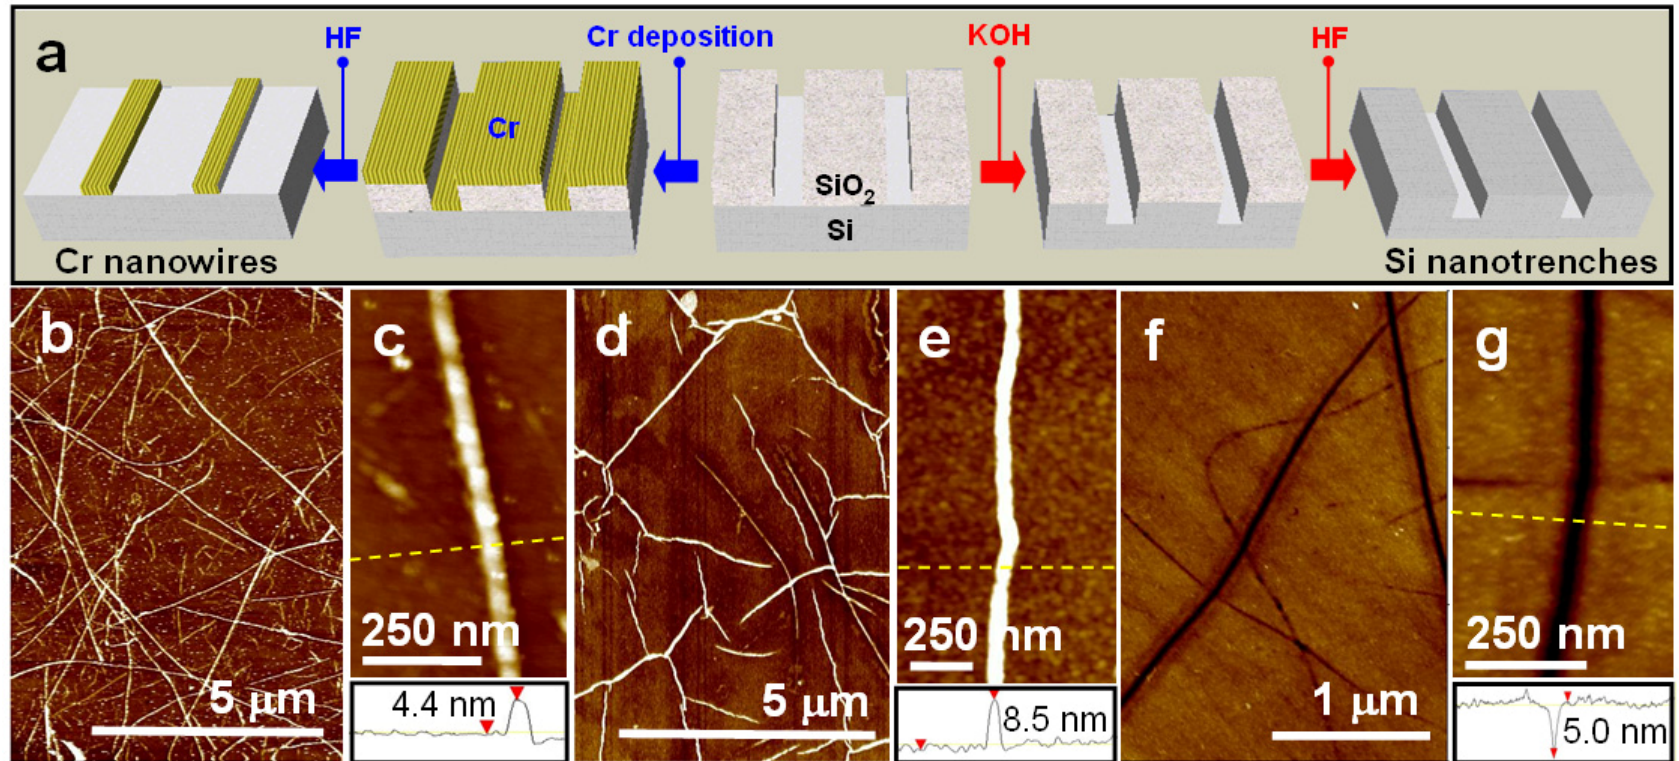 a
HF
Cr deposition
KOH
HF
Cr
SiO₂
Si
Cr nanowires
Si nanotrenches
b
c
d
e
f
g
5 μm
250 nm
5 μm
250 nm
1 μm
250 nm
4.4 nm
8.5 nm
5.0 nm